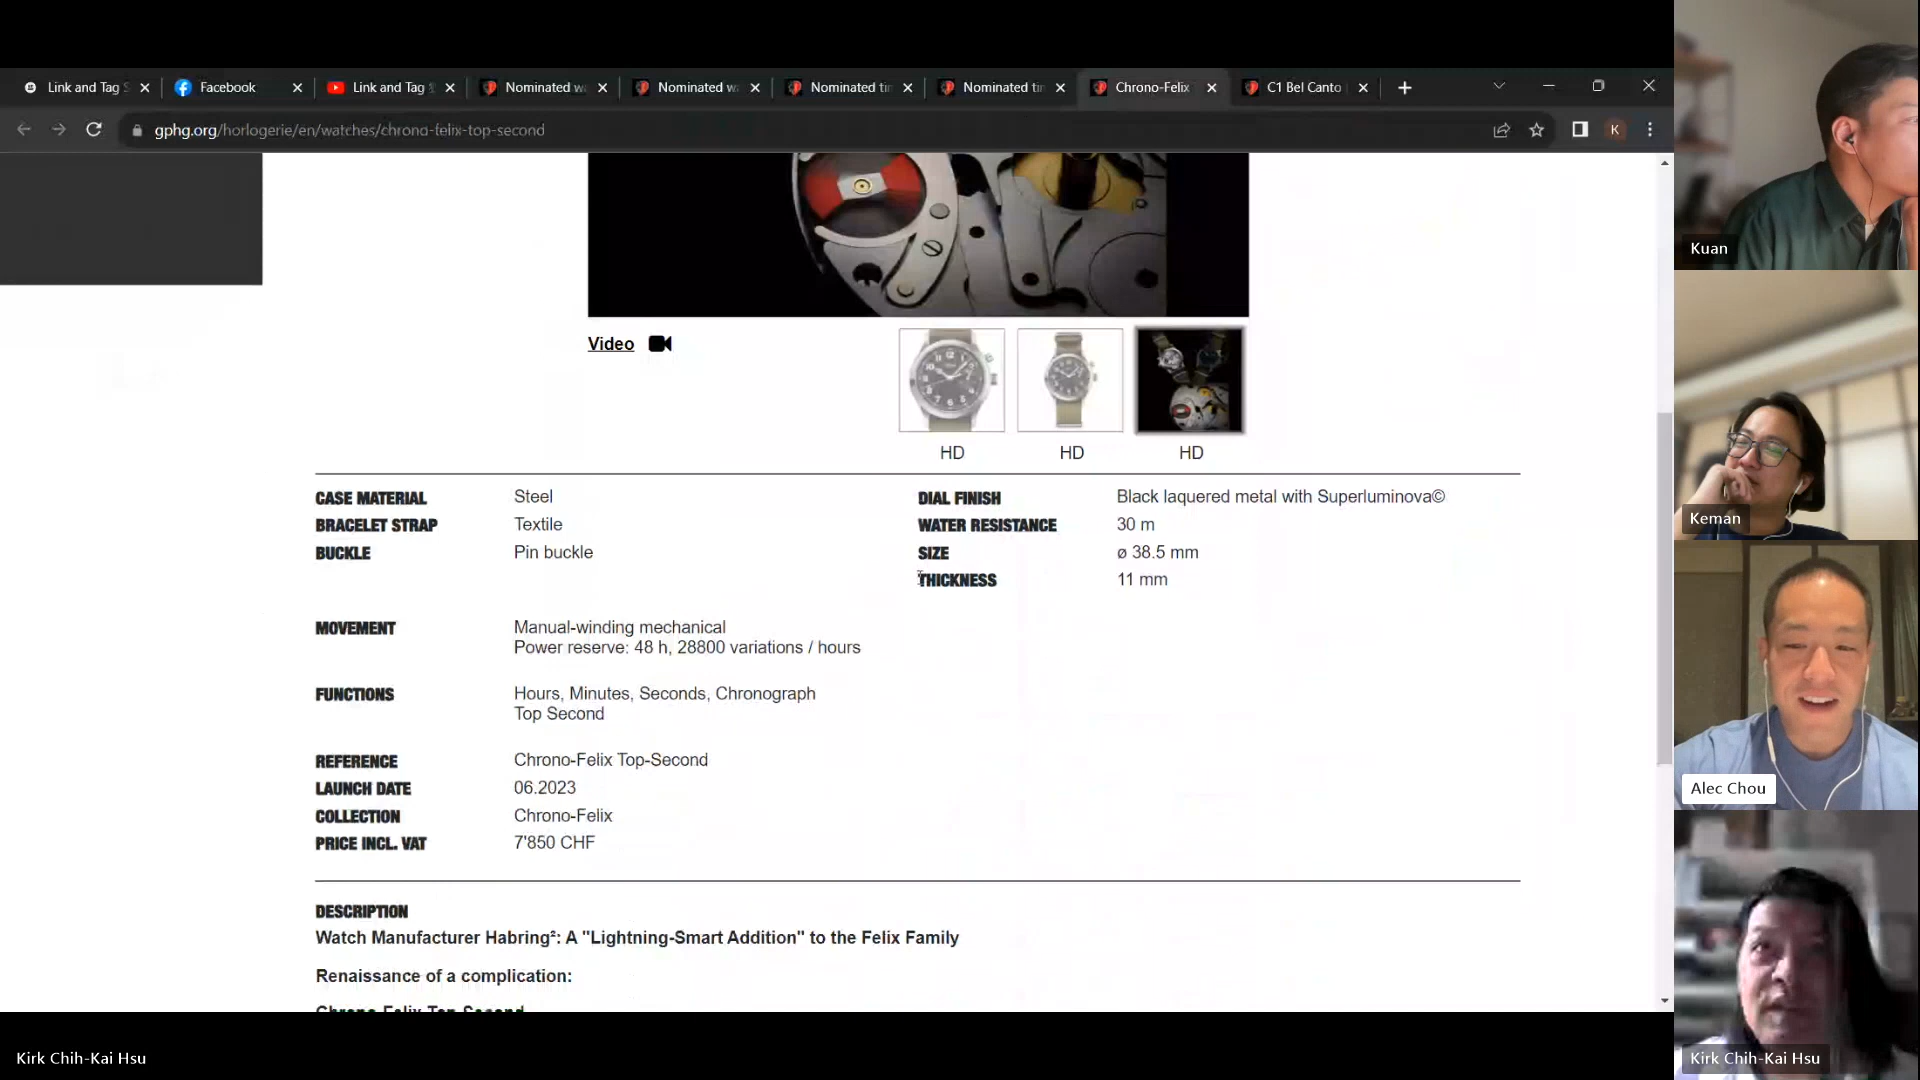 Link and Tag S
Facebook
Link and Tag
Nominated w
Nominated w
Nominated tir
Nominated tir
Chrono-Felix
C1 Bel Canto
gphg.org/horlogerie/en/watches/chrono-felix-top-second
K
Video
HD
HD
HD
CASE MATERIAL Steel
BRACELET STRAP Textile
BUCKLE Pin buckle
DIAL FINISH Black laquered metal with Superluminova©
WATER RESISTANCE 30 m
SIZE ø 38.5 mm
THICKNESS 11 mm
MOVEMENT Manual-winding mechanical
Power reserve: 48 h, 28800 variations / hours
FUNCTIONS Hours, Minutes, Seconds, Chronograph
Top Second
REFERENCE Chrono-Felix Top-Second
LAUNCH DATE 06.2023
COLLECTION Chrono-Felix
PRICE INCL. VAT 7'850 CHF
DESCRIPTION
Watch Manufacturer Habring²: A "Lightning-Smart Addition" to the Felix Family
Renaissance of a complication:
Chrono-Felix Top-Second
Kirk Chih-Kai Hsu
Kuan
Keman
Alec Chou
Kirk Chih-Kai Hsu